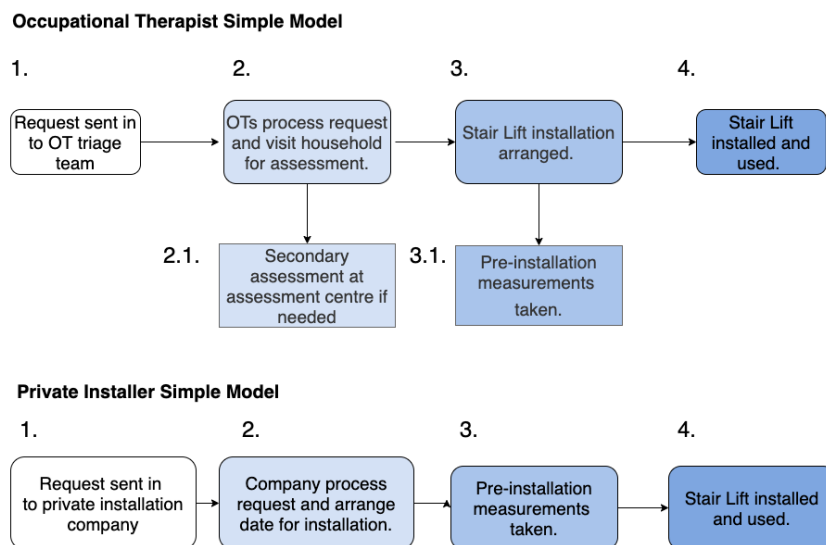 Occupational Therapist Simple Model
1.
2.
3.
4.
Request sent in
to OT triage
team
OTs process request
and visit household
for assessment.
Stair Lift installation
arranged.
Stair Lift
installed and
used.
2.1.
Secondary
assessment at
assessment centre if
needed
3.1.
Pre-installation
measurements
taken.
Private Installer Simple Model
1.
2.
3.
4.
Request sent in
to private installation
company
Company process
request and arrange
date for installation.
Pre-installation
measurements
taken.
Stair Lift installed
and used.